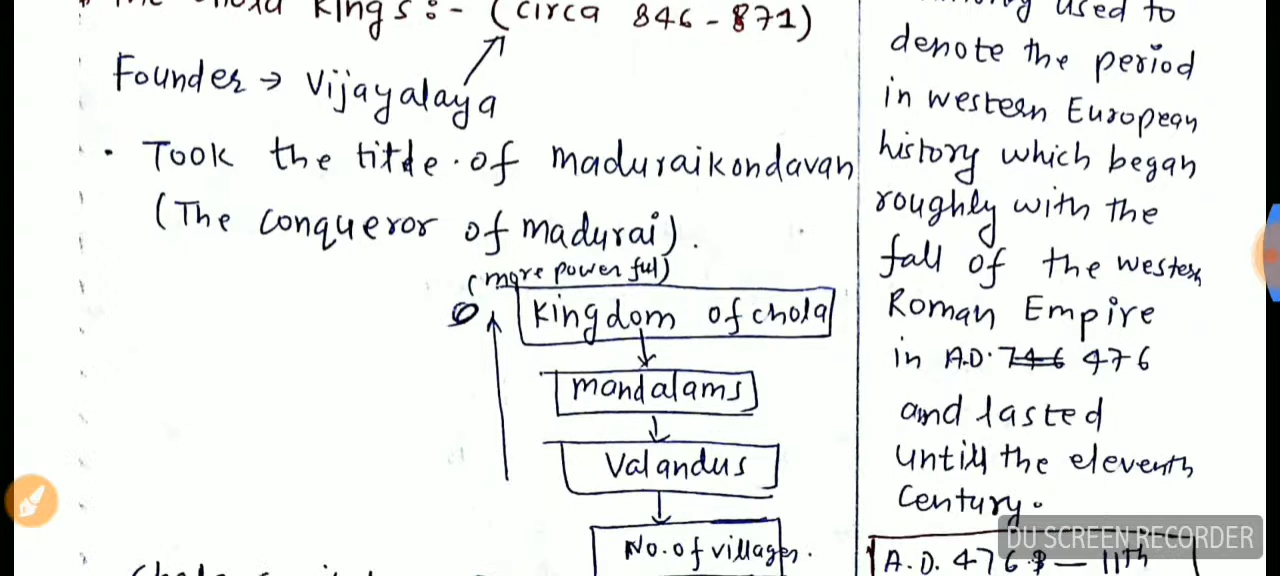 Kings :- (circa 846 - 871)
Founder → Vijayalaya
• Took the title of maduraikondavan
(The conqueror of madurai).
(more powerful)
Kingdom of chola
mandalams
Valandus
No. of villages.
used to
denote the period
in western European
history which began
roughly with the
fall of the western
Roman Empire
in A.D. 746 476
and lasted
untill the eleventh
Century.
A.D. 476 — 11th
DU SCREEN RECORDER